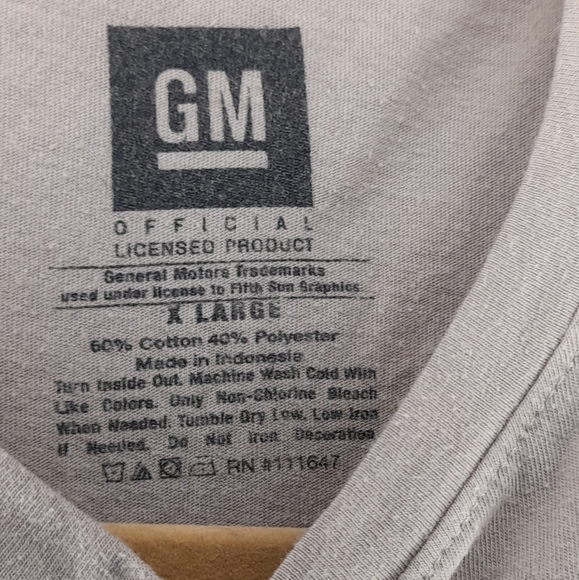 GM
OFFICIAL
LICENSED PRODUCT
General Motors Trademarks
used under license to Fifth Sun Graphics
X LARGE
60% Cotton 40% Polyester
Made in Indonesia
Turn Inside Out. Machine Wash Cold With
Like Colors. Only Non-Chlorine Bleach
When Needed. Tumble Dry Low. Low Iron
If Needed. Do Not Iron Decoration
RN #111647